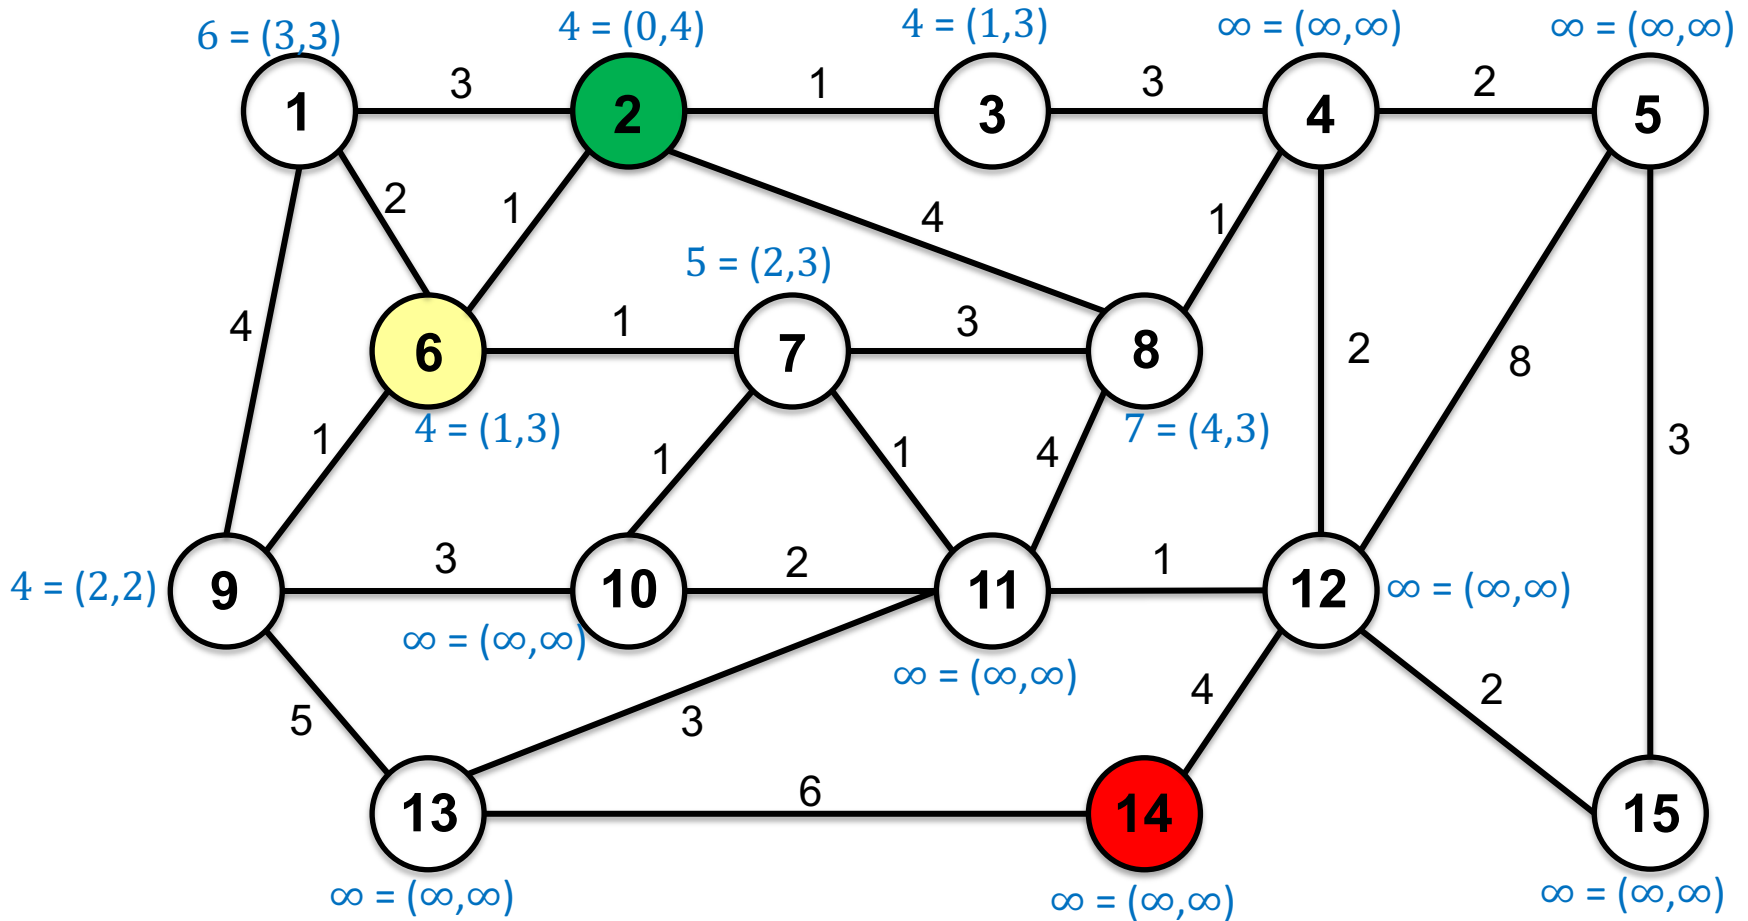 6 = (3,3)
4 = (0,4)
4 = (1,3)
∞ = (∞,∞)
∞ = (∞,∞)
1
3
2
1
3
3
4
2
5
2
1
4
1
5 = (2,3)
4
6
1
7
3
8
2
8
4 = (1,3)
7 = (4,3)
1
1
1
4
3
4 = (2,2)
9
3
10
2
11
1
12
∞ = (∞,∞)
∞ = (∞,∞)
∞ = (∞,∞)
5
3
4
2
13
6
14
15
∞ = (∞,∞)
∞ = (∞,∞)
∞ = (∞,∞)